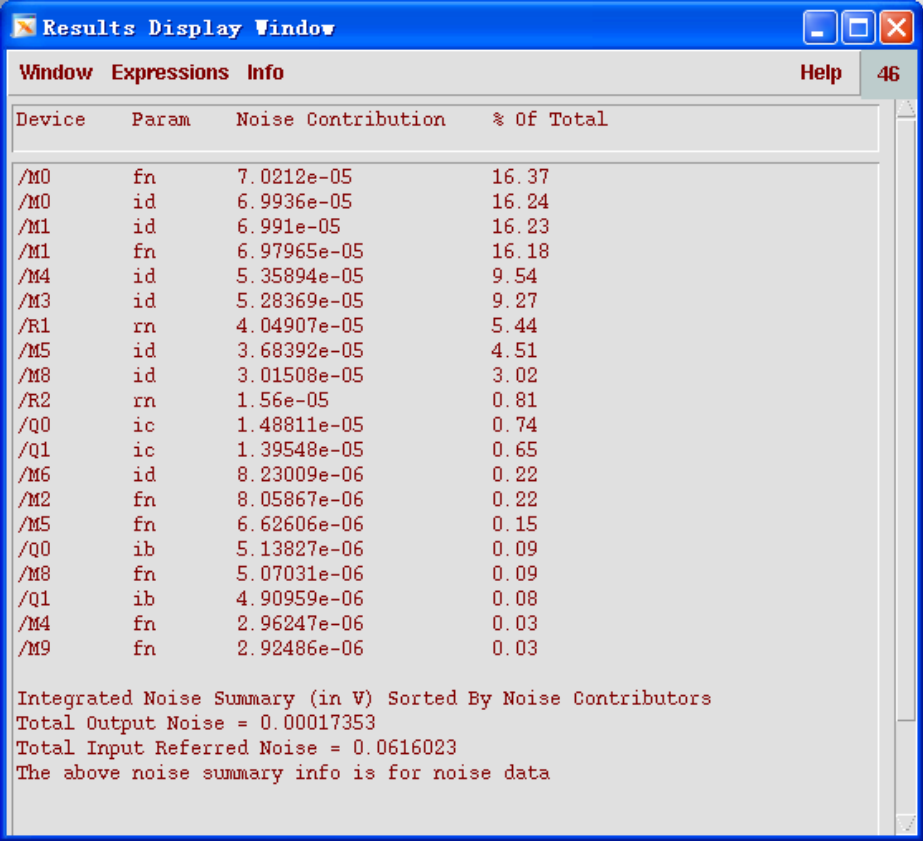 Results Display Window
Window Expressions Info Help 46
Device Param Noise Contribution % Of Total
/M0 fn 7.0212e-05 16.37
/M0 id 6.9936e-05 16.24
/M1 id 6.991e-05 16.23
/M1 fn 6.97965e-05 16.18
/M4 id 5.35894e-05 9.54
/M3 id 5.28369e-05 9.27
/R1 rn 4.04907e-05 5.44
/M5 id 3.68392e-05 4.51
/M8 id 3.01508e-05 3.02
/R2 rn 1.56e-05 0.81
/Q0 ic 1.48811e-05 0.74
/Q1 ic 1.39548e-05 0.65
/M6 id 8.23009e-06 0.22
/M2 fn 8.05867e-06 0.22
/M5 fn 6.62606e-06 0.15
/Q0 ib 5.13827e-06 0.09
/M8 fn 5.07031e-06 0.09
/Q1 ib 4.90959e-06 0.08
/M4 fn 2.96247e-06 0.03
/M9 fn 2.92486e-06 0.03
Integrated Noise Summary (in V) Sorted By Noise Contributors
Total Output Noise = 0.00017353
Total Input Referred Noise = 0.0616023
The above noise summary info is for noise data